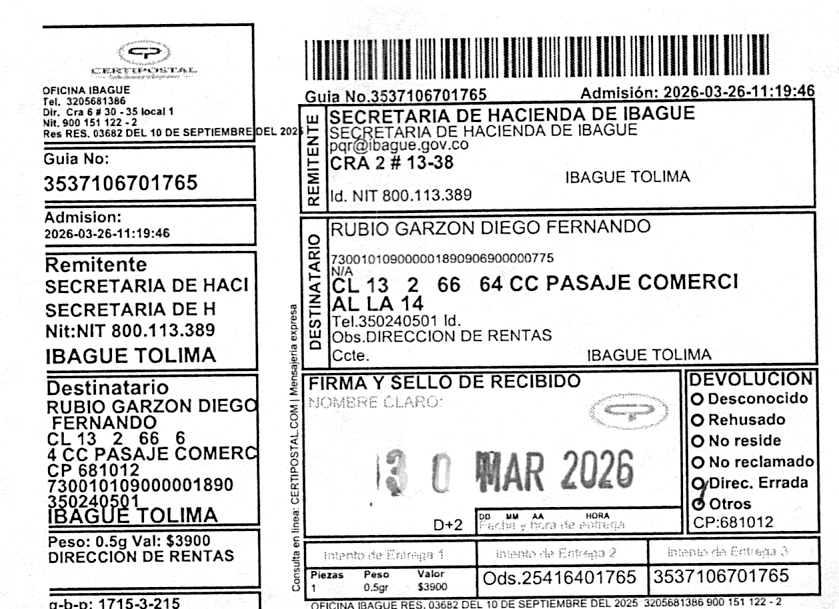 CERTIPOSTAL
OFICINA IBAGUE
Tel. 3205681386
Dir. Cra 6 # 30 - 35 local 1
Nit. 900 151 122 - 2
Res RES. 03682 DEL 10 DE SEPTIEMBRE DEL 2025
Guia No:
3537106701765
Admision:
2026-03-26-11:19:46
Remitente
SECRETARIA DE HACI
SECRETARIA DE H
Nit:NIT 800.113.389
IBAGUE TOLIMA
Destinatario
RUBIO GARZON DIEGO
FERNANDO
CL 13 2 66 6
4 CC PASAJE COMERC
CP 681012
730010109000001890
350240501
IBAGUE TOLIMA
Peso: 0.5g Val: $3900
DIRECCION DE RENTAS
g-b-p: 1715-3-215
Guia No.3537106701765 Admisión: 2026-03-26-11:19:46
REMITENTE
SECRETARIA DE HACIENDA DE IBAGUE
SECRETARIA DE HACIENDA DE IBAGUE
pqr@ibague.gov.co
CRA 2 # 13-38
IBAGUE TOLIMA
Id. NIT 800.113.389
DESTINATARIO
RUBIO GARZON DIEGO FERNANDO
730010109000001890906900000775
N/A
CL 13 2 66 64 CC PASAJE COMERCI
AL LA 14
Tel.350240501 Id.
Obs.DIRECCION DE RENTAS
Ccte. IBAGUE TOLIMA
Consulta en línea: CERTIPOSTAL.COM | Mensajería expresa
FIRMA Y SELLO DE RECIBIDO
NOMBRE CLARO:
30 MAR 2026
D+2
DD MM AA HORA
Fecha y hora de entrega
DEVOLUCION
Desconocido
Rehusado
No reside
No reclamado
Direc. Errada
Otros
CP:681012
Intento de Entrega 1 Intento de Entrega 2 Intento de Entrega 3
Piezas Peso Valor
1 0.5gr $3900
Ods.25416401765 3537106701765
OFICINA IBAGUE RES. 03682 DEL 10 DE SEPTIEMBRE DEL 2025 3205681386 900 151 122 - 2